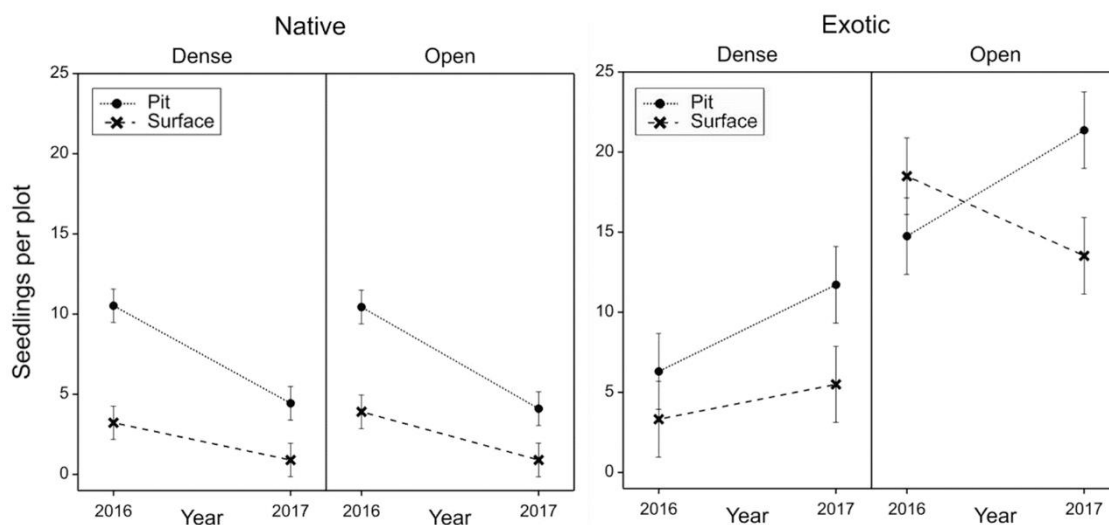 Native
Dense
Open
25
20
15
10
5
0
Seedlings per plot
Pit
Surface
2016
Year
2017
2016
Year
2017
Exotic
Dense
Open
25
20
15
10
5
0
Pit
Surface
2016
Year
2017
2016
Year
2017